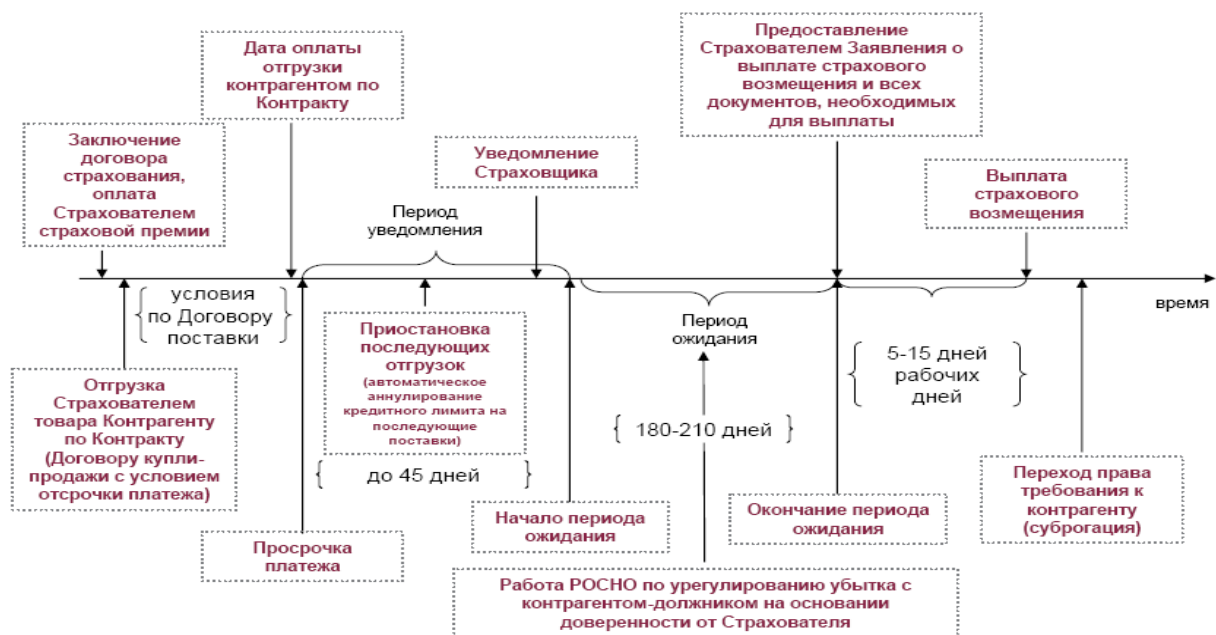 Заключение
договора
страхования,
оплата
Страхователем
страховой премии
Дата оплаты
отгрузки
контрагентом по
Контракту
Уведомление
Страховщика
Предоставление
Страхователем Заявления о
выплате страхового
возмещения и всех
документов, необходимых
для выплаты
Выплата
страхового
возмещения
Период
уведомления
время
условия
по Договору
поставки
Приостановка
последующих
отгрузок
(автоматическое
аннулирование
кредитного лимита на
последующие
поставки)
до 45 дней
Период
ожидания
180-210 дней
5-15 дней
рабочих
дней
Отгрузка
Страхователем
товара Контрагенту
по Контракту
(Договору купли-
продажи с условием
отсрочки платежа)
Просрочка
платежа
Начало периода
ожидания
Окончание периода
ожидания
Переход права
требования к
контрагенту
(суброгация)
Работа РОСНО по урегулированию убытка с
контрагентом-должником на основании
доверенности от Страхователя